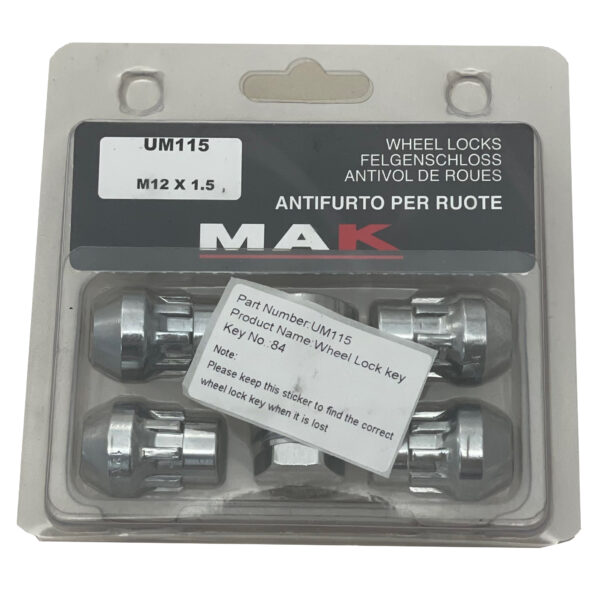 UM115
M12 X 1.5
WHEEL LOCKS
FELGENSCHLOSS
ANTIVOL DE ROUES
ANTIFURTO PER RUOTE
MAK
Part Number:UM115
Product Name:Wheel Lock key
Key No.:84
Note:
Please keep this sticker to find the correct
wheel lock key when it is lost